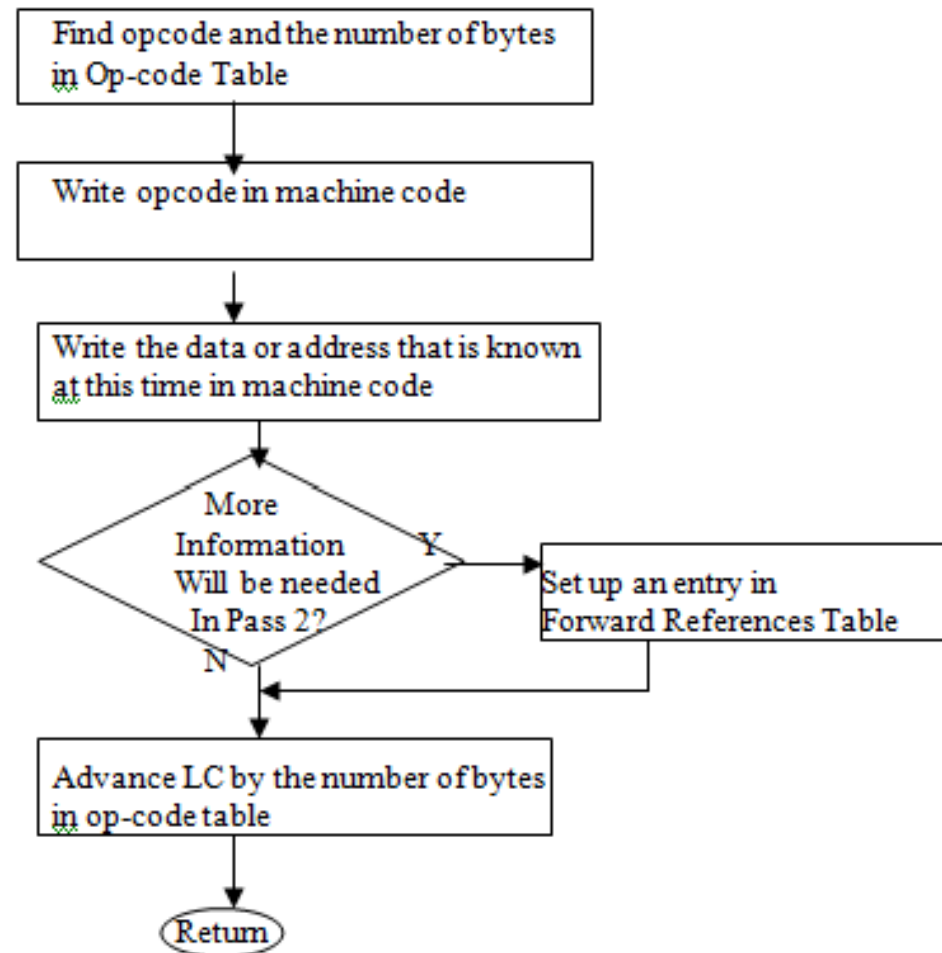 Find opcode and the number of bytes
in Op-code Table
Write opcode in machine code
Write the data or address that is known
at this time in machine code
More
Information
Will be needed
In Pass 2?
Y
N
Set up an entry in
Forward References Table
Advance LC by the number of bytes
in op-code table
Return